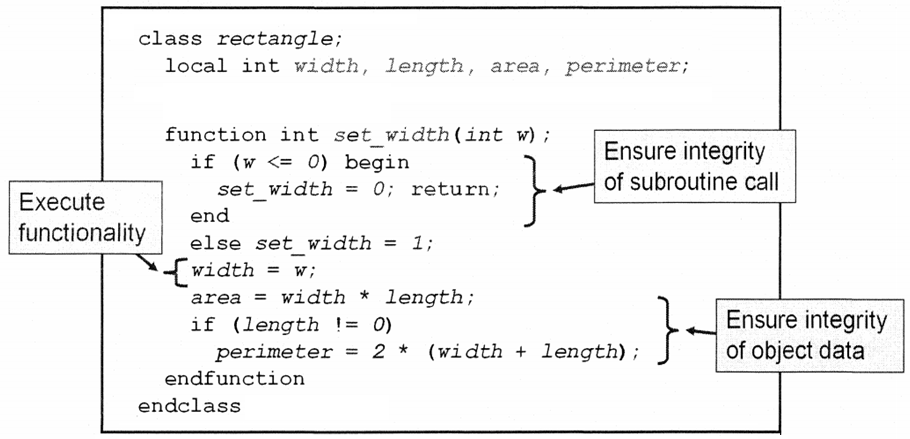 class rectangle;
local int width, length, area, perimeter;
function int set_width(int w);
if (w <= 0) begin
set_width = 0; return;
end
else set_width = 1;
width = w;
area = width * length;
if (length != 0)
perimeter = 2 * (width + length);
endfunction
endclass
Ensure integrity
of subroutine call
Execute
functionality
Ensure integrity
of object data